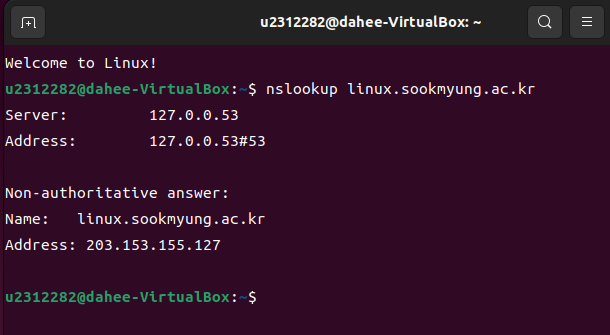 u2312282@dahee-VirtualBox: ~
Welcome to Linux!
u2312282@dahee-VirtualBox:~$ nslookup linux.sookmyung.ac.kr
Server:         127.0.0.53
Address:        127.0.0.53#53

Non-authoritative answer:
Name:   linux.sookmyung.ac.kr
Address: 203.153.155.127

u2312282@dahee-VirtualBox:~$